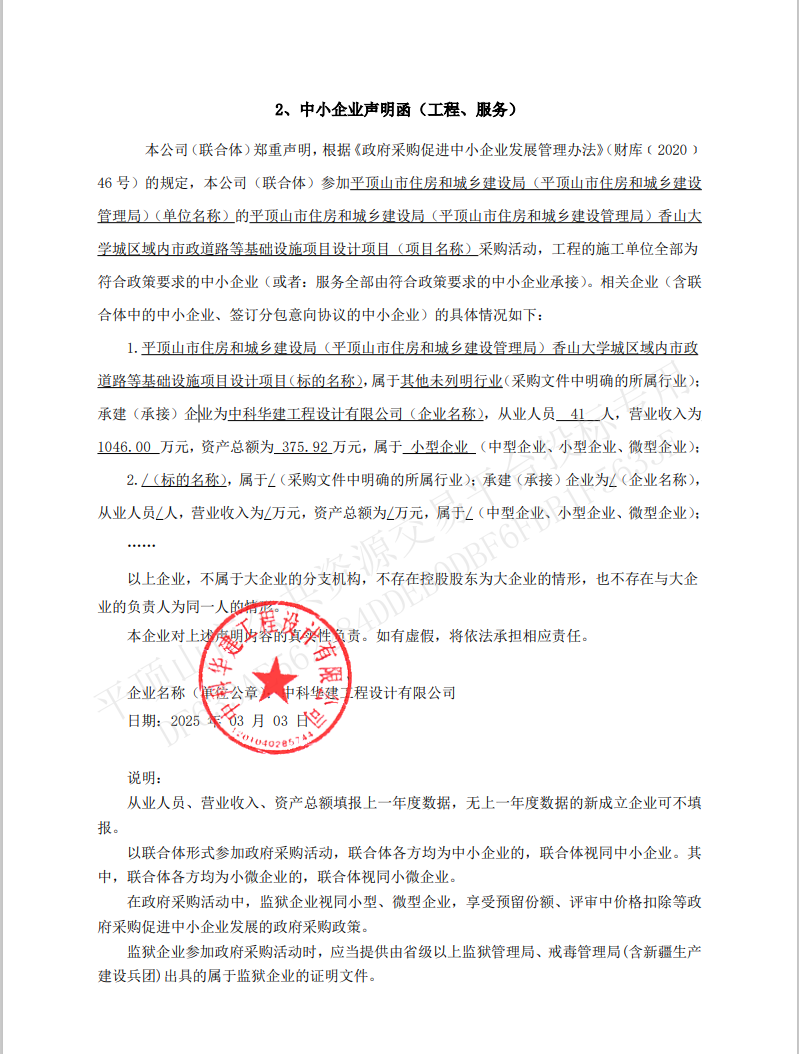 2、中小企业声明函（工程、服务）
本公司（联合体）郑重声明，根据《政府采购促进中小企业发展管理办法》（财库﹝2020﹞
46号）的规定，本公司（联合体）参加平顶山市住房和城乡建设局（平顶山市住房和城乡建设
管理局）（单位名称）的平顶山市住房和城乡建设局（平顶山市住房和城乡建设管理局）香山大
学城区域内市政道路等基础设施项目设计项目（项目名称）采购活动，工程的施工单位全部为
符合政策要求的中小企业（或者：服务全部由符合政策要求的中小企业承接）。相关企业（含联
合体中的中小企业、签订分包意向协议的中小企业）的具体情况如下：
1.平顶山市住房和城乡建设局（平顶山市住房和城乡建设管理局）香山大学城区域内市政
道路等基础设施项目设计项目（标的名称），属于其他未列明行业（采购文件中明确的所属行业）；
承建（承接）企业为中科华建工程设计有限公司（企业名称），从业人员 41 人，营业收入为
1046.00 万元，资产总额为 375.92 万元，属于 小型企业 （中型企业、小型企业、微型企业）；
2./（标的名称），属于/（采购文件中明确的所属行业）；承建（承接）企业为/（企业名称），
从业人员/人，营业收入为/万元，资产总额为/万元，属于/（中型企业、小型企业、微型企业）；
……
以上企业，不属于大企业的分支机构，不存在控股股东为大企业的情形，也不存在与大企
业的负责人为同一人的情形。
本企业对上述声明内容的真实性负责。如有虚假，将依法承担相应责任。
企业名称（单位公章）：中科华建工程设计有限公司
日期：2025 年 03 月 03 日
中科华建工程设计有限公司
说明：
从业人员、营业收入、资产总额填报上一年度数据，无上一年度数据的新成立企业可不填
报。
以联合体形式参加政府采购活动，联合体各方均为中小企业的，联合体视同中小企业。其
中，联合体各方均为小微企业的，联合体视同小微企业。
在政府采购活动中，监狱企业视同小型、微型企业，享受预留份额、评审中价格扣除等政
府采购促进中小企业发展的政府采购政策。
监狱企业参加政府采购活动时，应当提供由省级以上监狱管理局、戒毒管理局(含新疆生产
建设兵团)出具的属于监狱企业的证明文件。